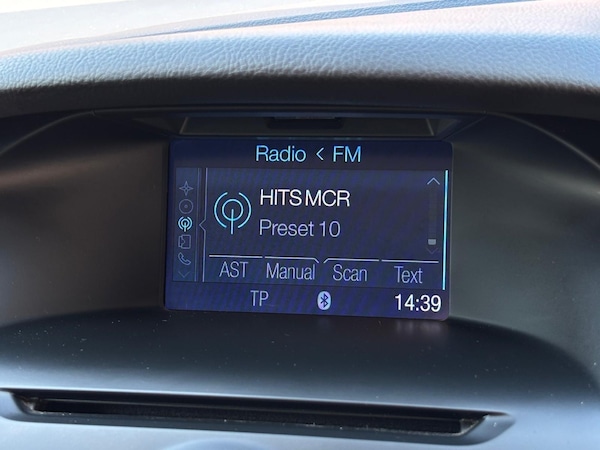 Radio < FM
HITS MCR
Preset 10
AST Manual Scan Text
TP 14:39